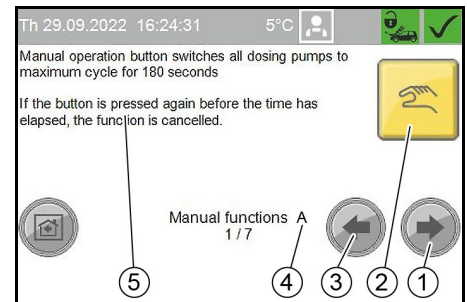 Th 29.09.2022 16:24:31 5°C
Manual operation button switches all dosing pumps to
maximum cycle for 180 seconds
If the button is pressed again before the time has
elapsed, the function is cancelled.
Manual functions A
1 / 7
5 4 3 2 1